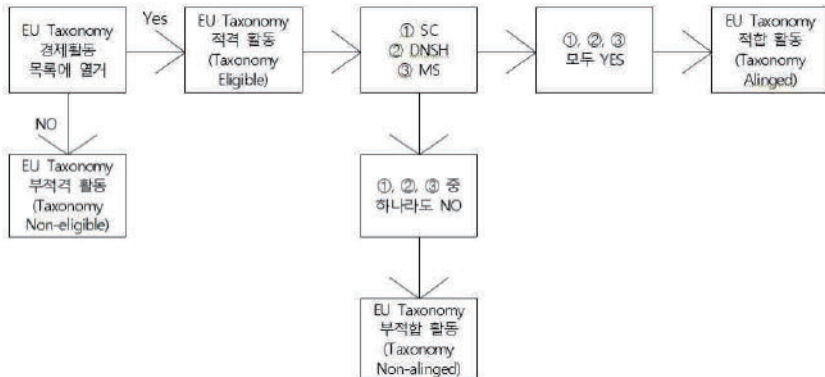 EU Taxonomy
경제활동
목록에 열거
Yes
EU Taxonomy
적격 활동
(Taxonomy
Eligible)
① SC
② DNSH
③ MS
①, ②, ③
모두 YES
EU Taxonomy
적합 활동
(Taxonomy
Alinged)
NO
EU Taxonomy
부적격 활동
(Taxonomy
Non-eligible)
①, ②, ③ 중
하나라도 NO
EU Taxonomy
부적합 활동
(Taxonomy
Non-alinged)